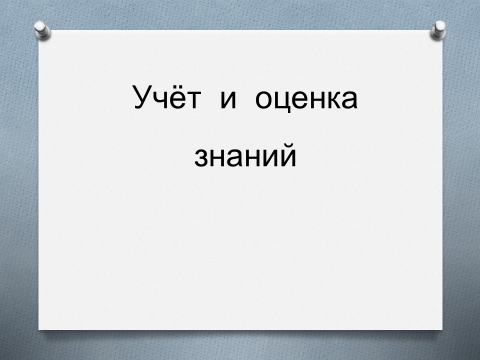 Учёт и оценка
знаний